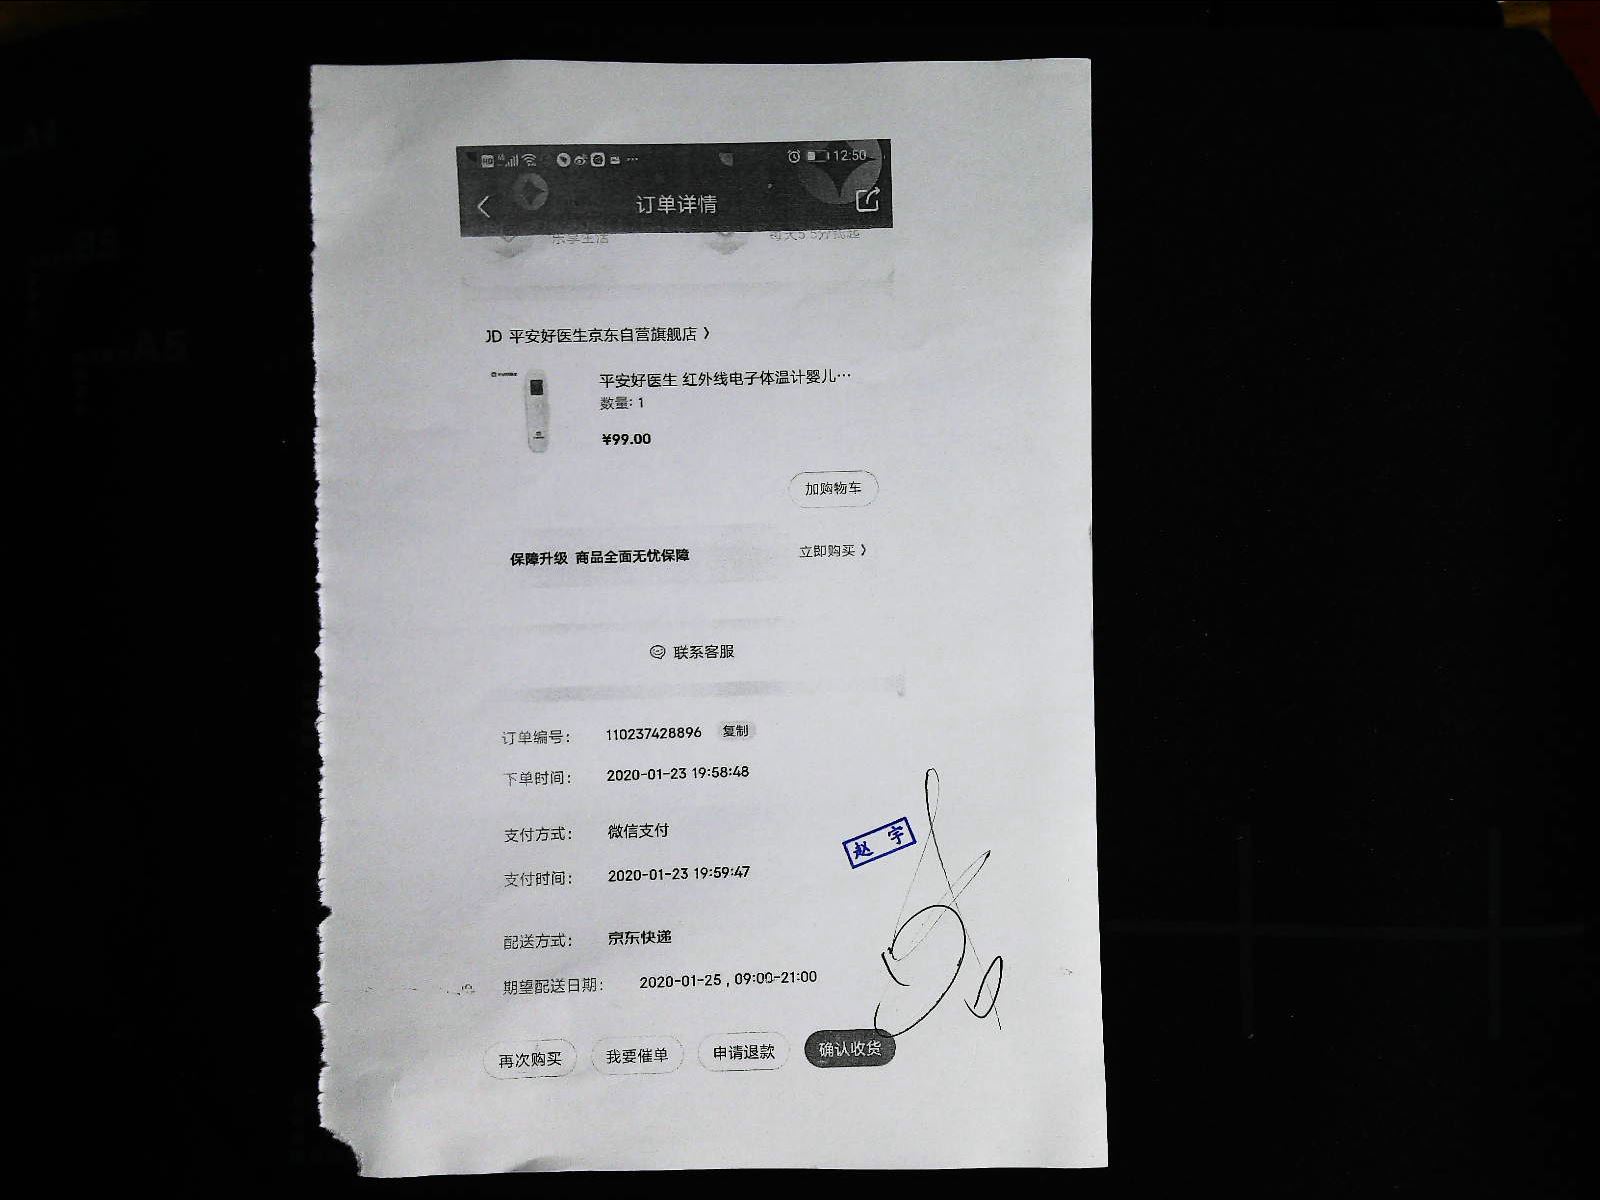 HD 12:50
订单详情
乐享生活
JD 平安好医生京东自营旗舰店 >
平安好医生 红外线电子体温计婴儿…
数量: 1
¥99.00
加购物车
保障升级 商品全面无忧保障 立即购买 >
联系客服
订单编号: 110237428896 复制
下单时间: 2020-01-23 19:58:48
支付方式: 微信支付
赵宇
支付时间: 2020-01-23 19:59:47
配送方式: 京东快递
期望配送日期: 2020-01-25 , 09:00-21:00
再次购买 我要催单 申请退款 确认收货